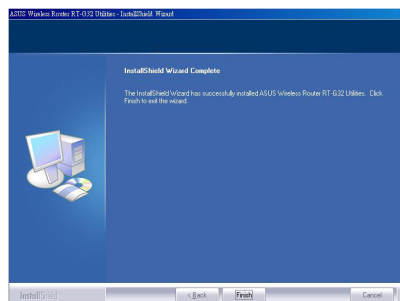 ASUS Wireless Router RT-G32 Utilities - InstallShield Wizard
InstallShield Wizard Complete
The InstallShield Wizard has successfully installed ASUS Wireless Router RT-G32 Utilities. Click
Finish to exit the wizard.
InstallShield
< Back
Finish
Cancel